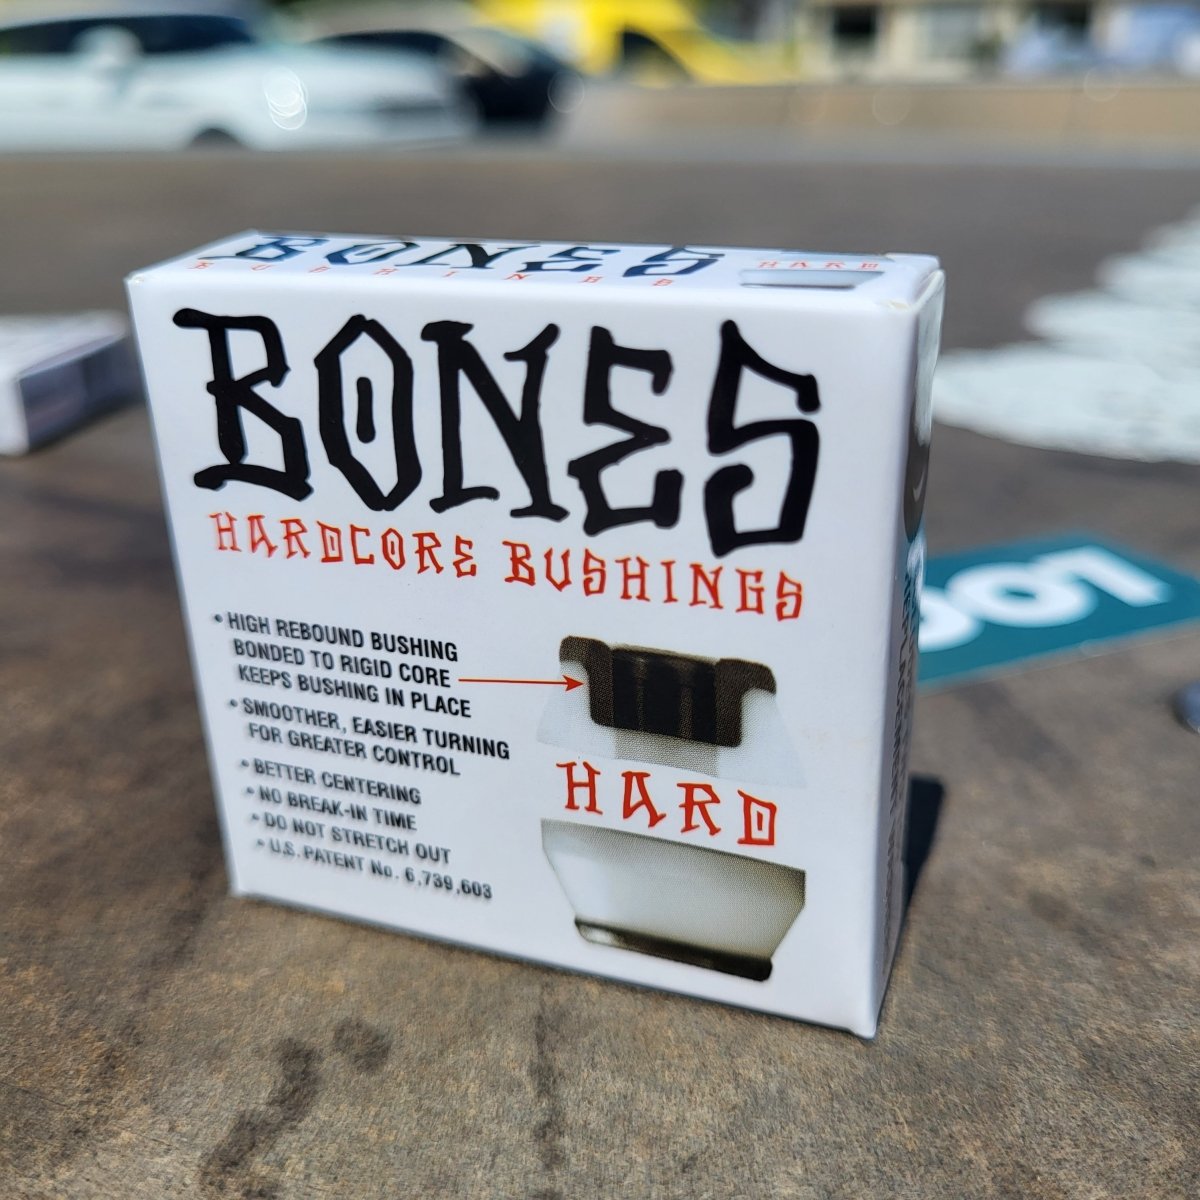 BONES
BUSHINGS
HARD
BONES
HARDCORE BUSHINGS
• HIGH REBOUND BUSHING
BONDED TO RIGID CORE
KEEPS BUSHING IN PLACE
• SMOOTHER, EASIER TURNING
FOR GREATER CONTROL
• BETTER CENTERING
• NO BREAK-IN TIME
• DO NOT STRETCH OUT
• U.S. PATENT No. 6,739,603
HARD